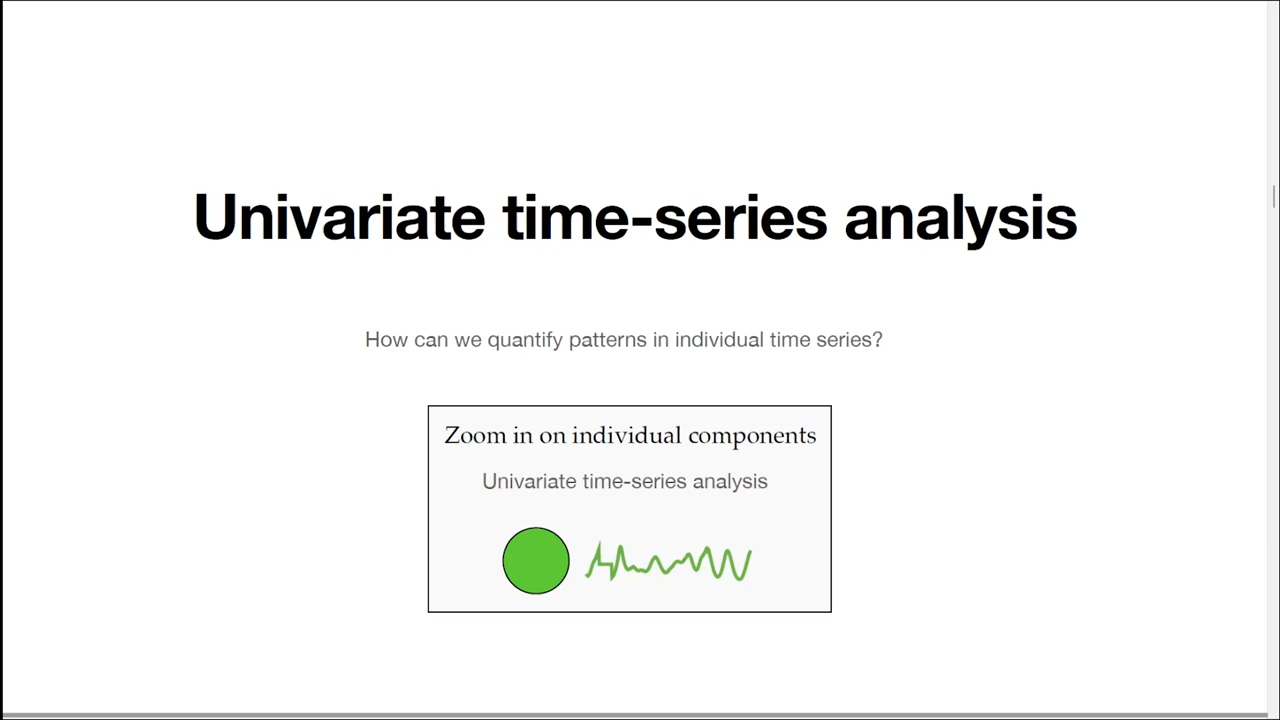 Univariate time-series analysis
How can we quantify patterns in individual time series?
Zoom in on individual components
Univariate time-series analysis